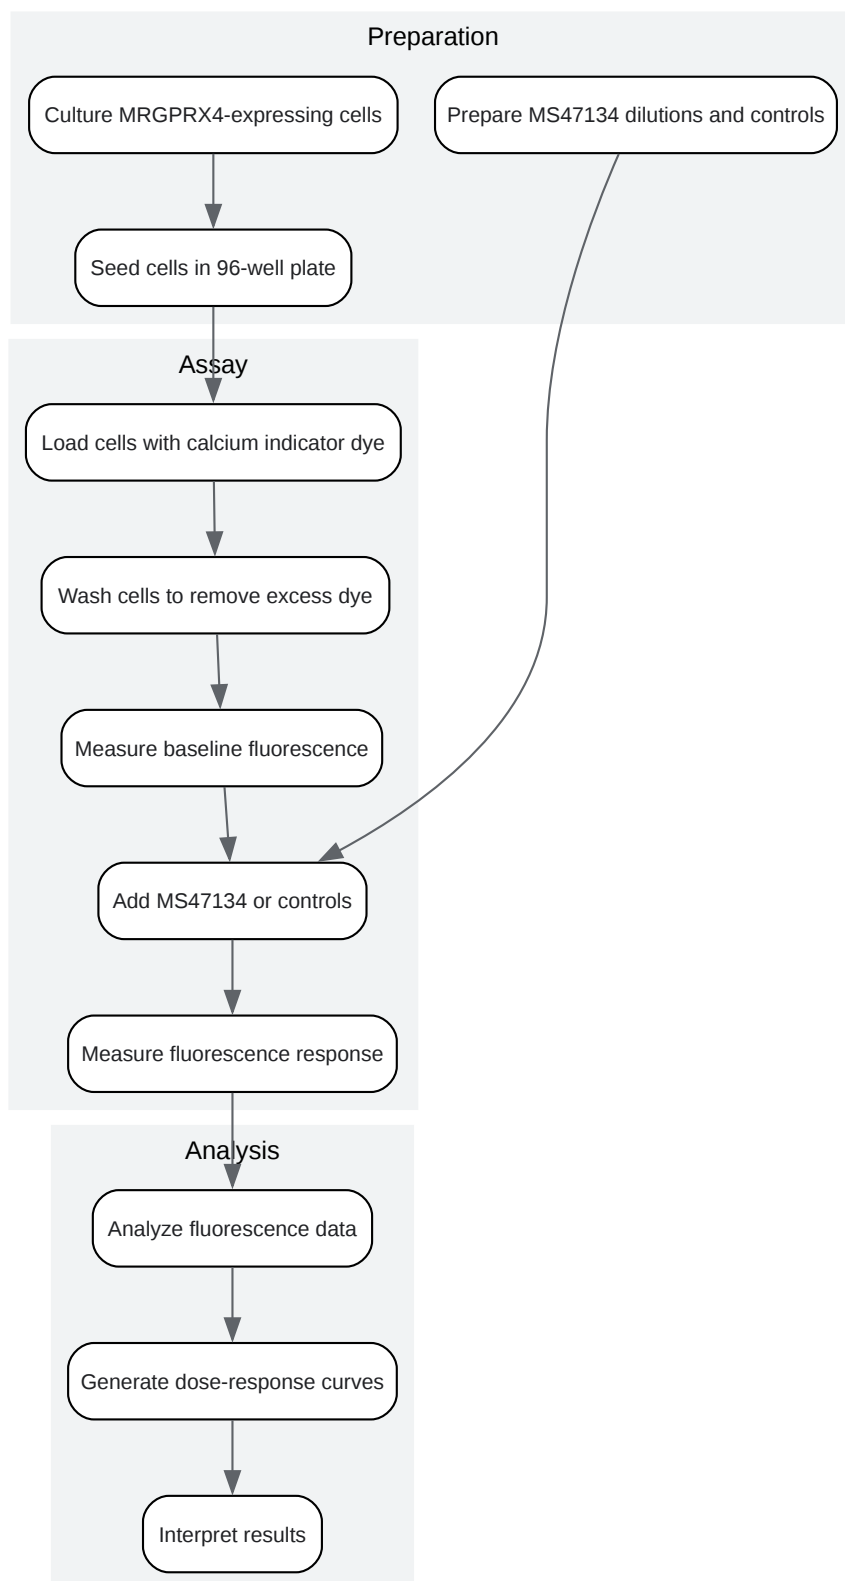 Preparation
Culture MRGPRX4-expressing cells
Prepare MS47134 dilutions and controls
Seed cells in 96-well plate
Assay
Load cells with calcium indicator dye
Wash cells to remove excess dye
Measure baseline fluorescence
Add MS47134 or controls
Measure fluorescence response
Analysis
Analyze fluorescence data
Generate dose-response curves
Interpret results